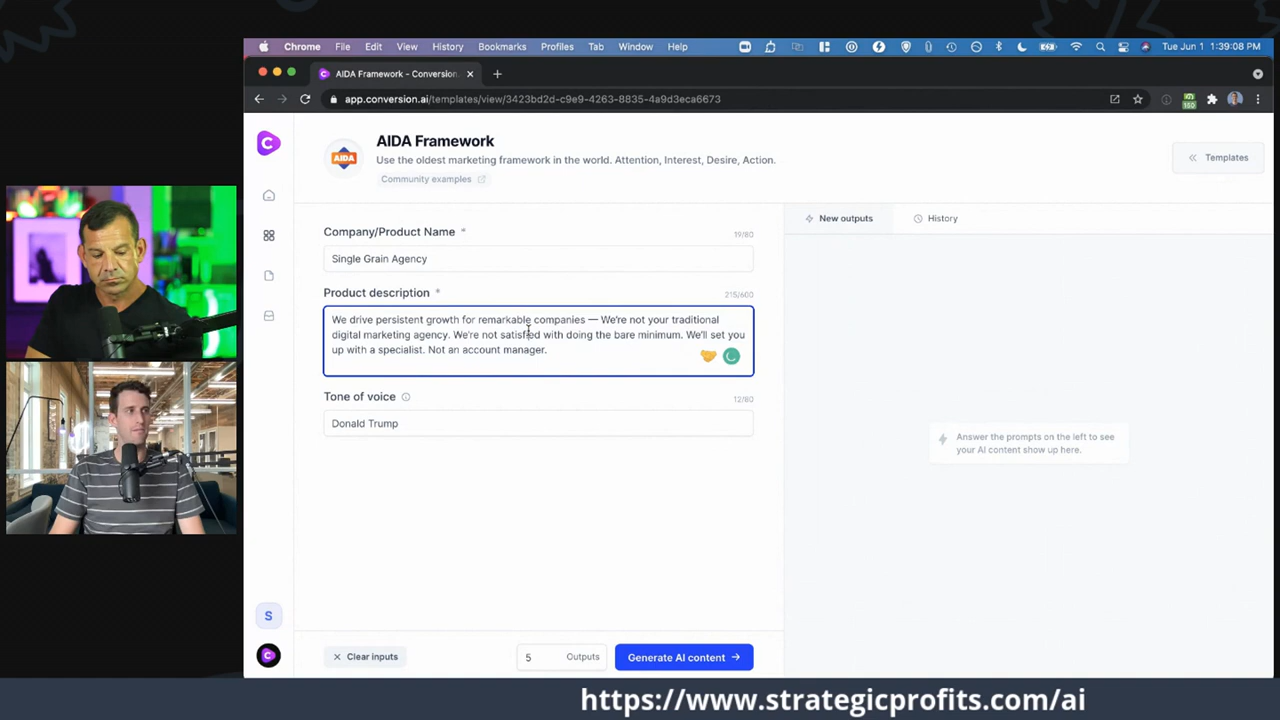 Chrome File Edit View History Bookmarks Profiles Tab Window Help
Tue Jun 1 1:39:08 PM
AIDA Framework - Conversion.
app.conversion.ai/templates/view/3423bd2d-c9e9-4263-8835-4a9d3eca6673
150
C
AIDA
AIDA Framework
Use the oldest marketing framework in the world. Attention, Interest, Desire, Action.
Community examples
Templates
Company/Product Name *
19/80
Single Grain Agency
Product description *
215/600
We drive persistent growth for remarkable companies — We're not your traditional
digital marketing agency. We're not satisfied with doing the bare minimum. We'll set you
up with a specialist. Not an account manager.
Tone of voice
12/80
Donald Trump
New outputs
History
Answer the prompts on the left to see
your AI content show up here.
S
Clear inputs
5 Outputs
Generate AI content
https://www.strategicprofits.com/ai